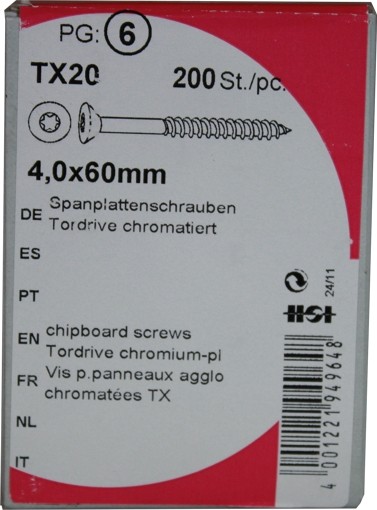 PG: 6
TX20 200 St./pc.
4,0x60mm
DE Spanplattenschrauben
Tordrive chromatiert
ES
PT
EN chipboard screws
Tordrive chromium-pl
FR Vis p.panneaux agglo
chromatées TX
NL
IT
24/11
HSI
4 001221 949648